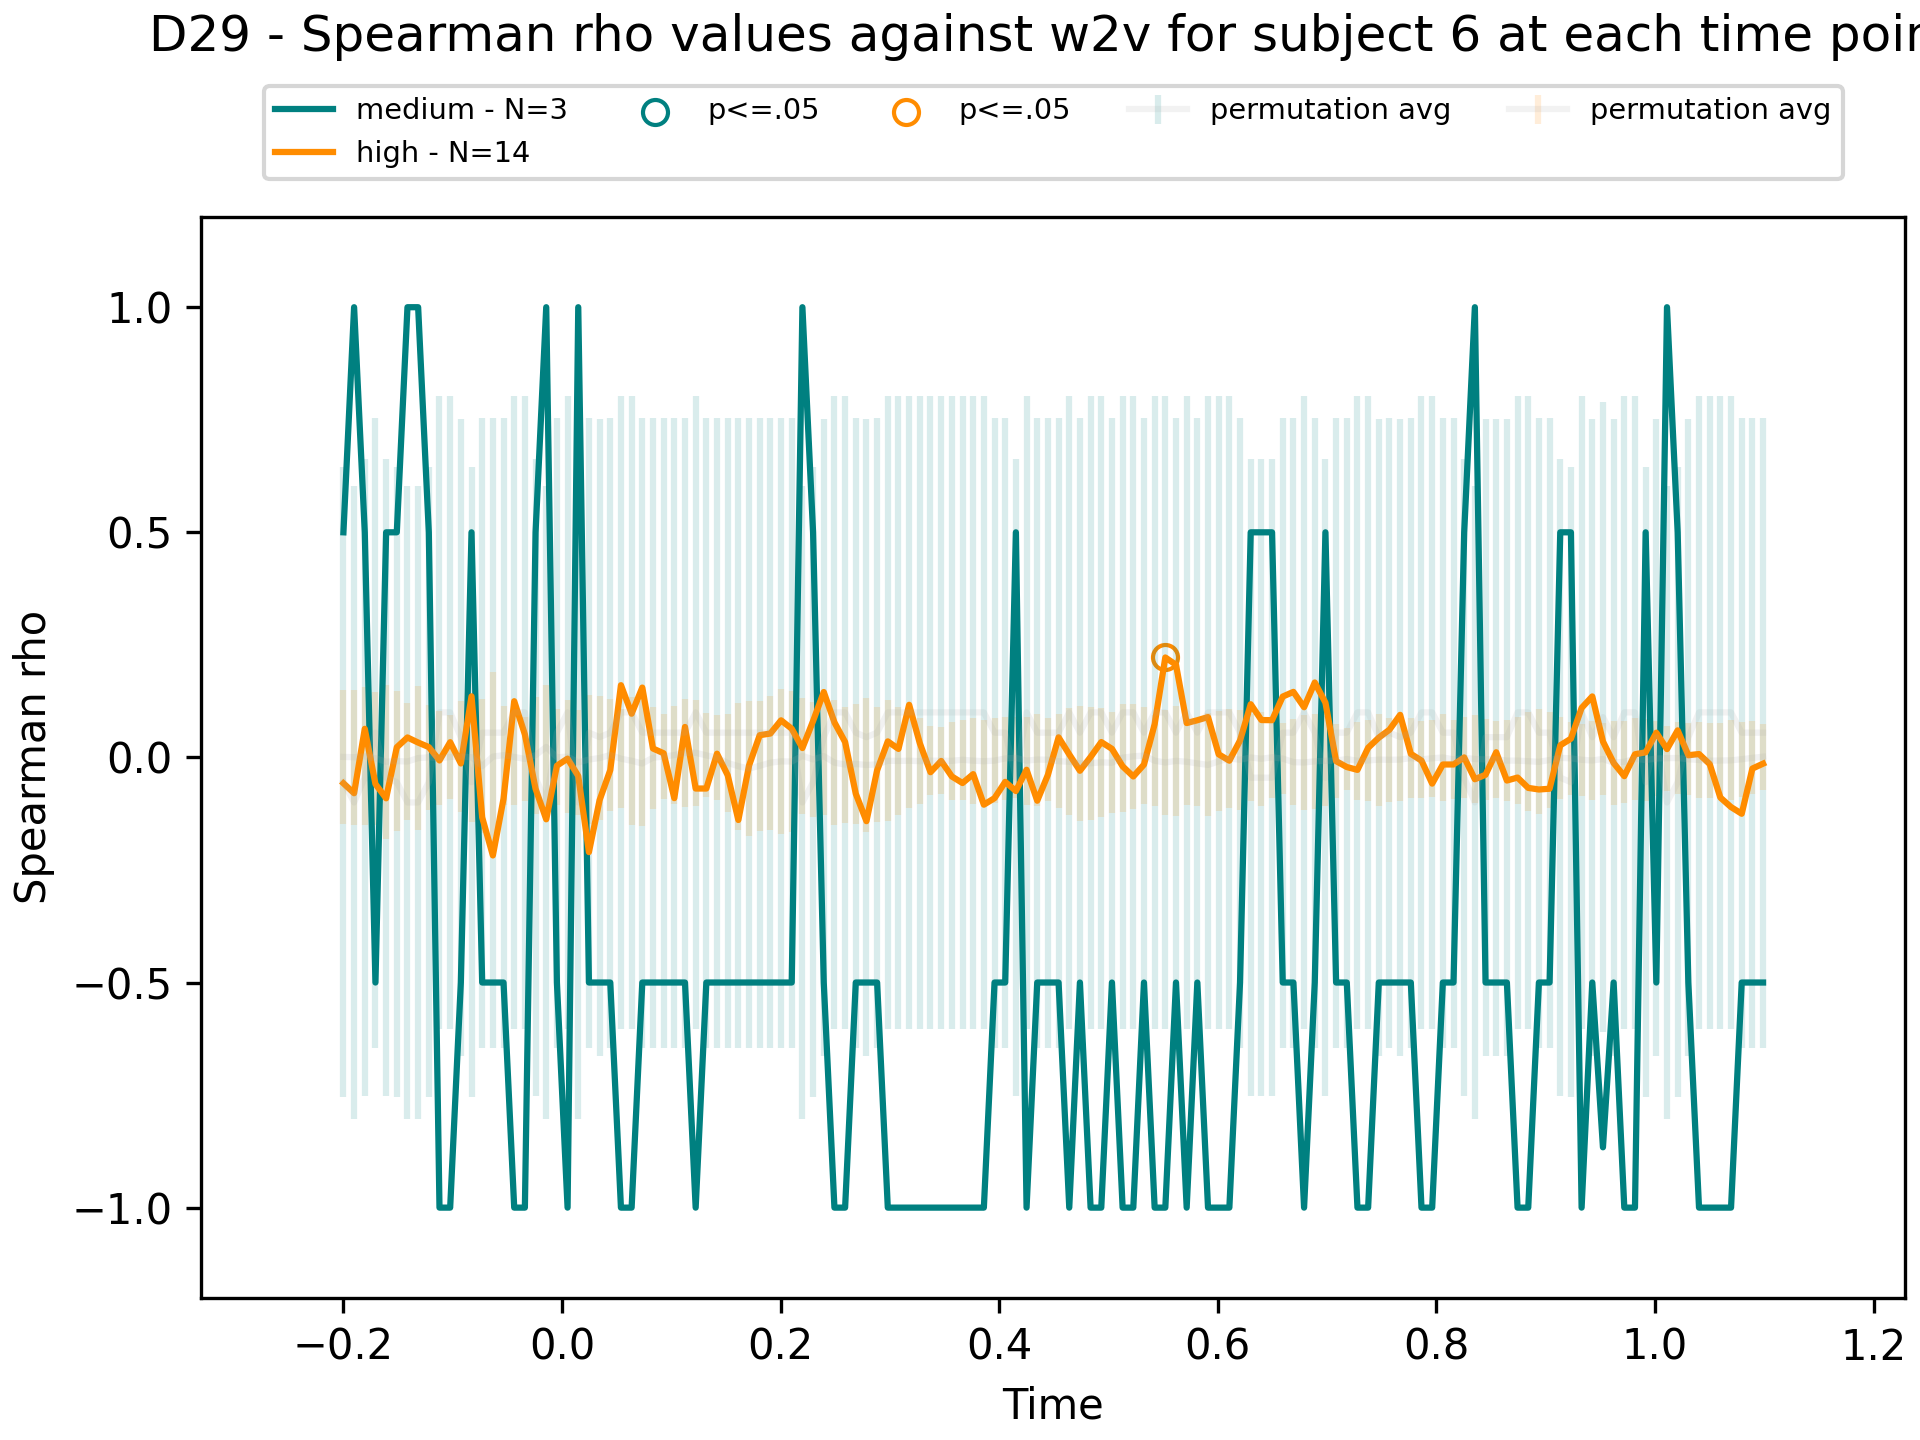 D29 - Spearman rho values against w2v for subject 6 at each time poin
medium - N=3
high - N=14
p<=.05
p<=.05
permutation avg
permutation avg
Spearman rho
1.0
0.5
0.0
−0.5
−1.0
−0.2 0.0 0.2 0.4 0.6 0.8 1.0 1.2
Time